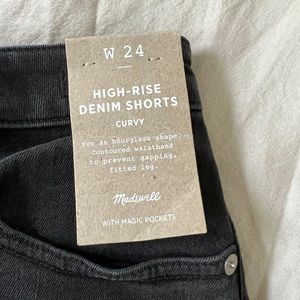 W 24
HIGH-RISE
DENIM SHORTS
CURVY
For an hourglass shape.
Contoured waistband
to prevent gapping,
fitted leg.
Madewell
WITH MAGIC POCKETS